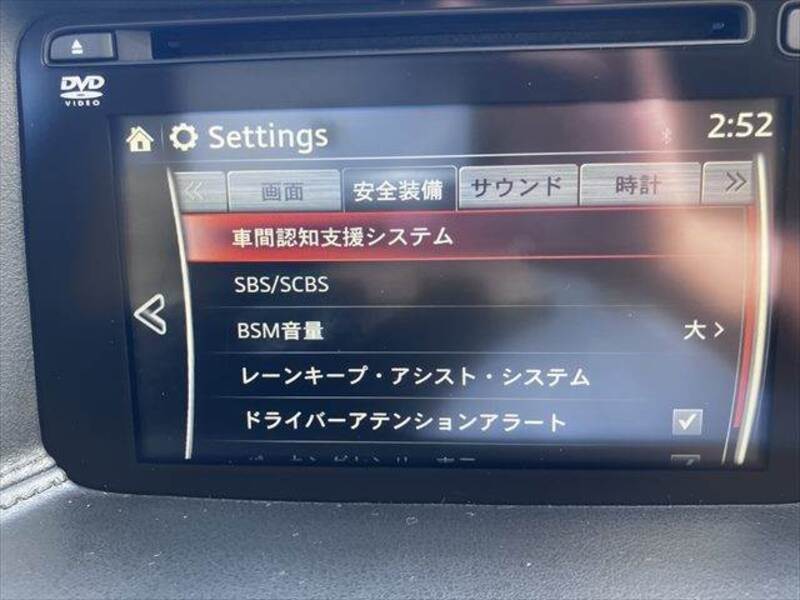 DVD
VIDEO
Settings 2:52
画面 安全装備 サウンド 時計
車間認知支援システム
SBS/SCBS
BSM音量 大
レーンキープ・アシスト・システム
ドライバーアテンションアラート